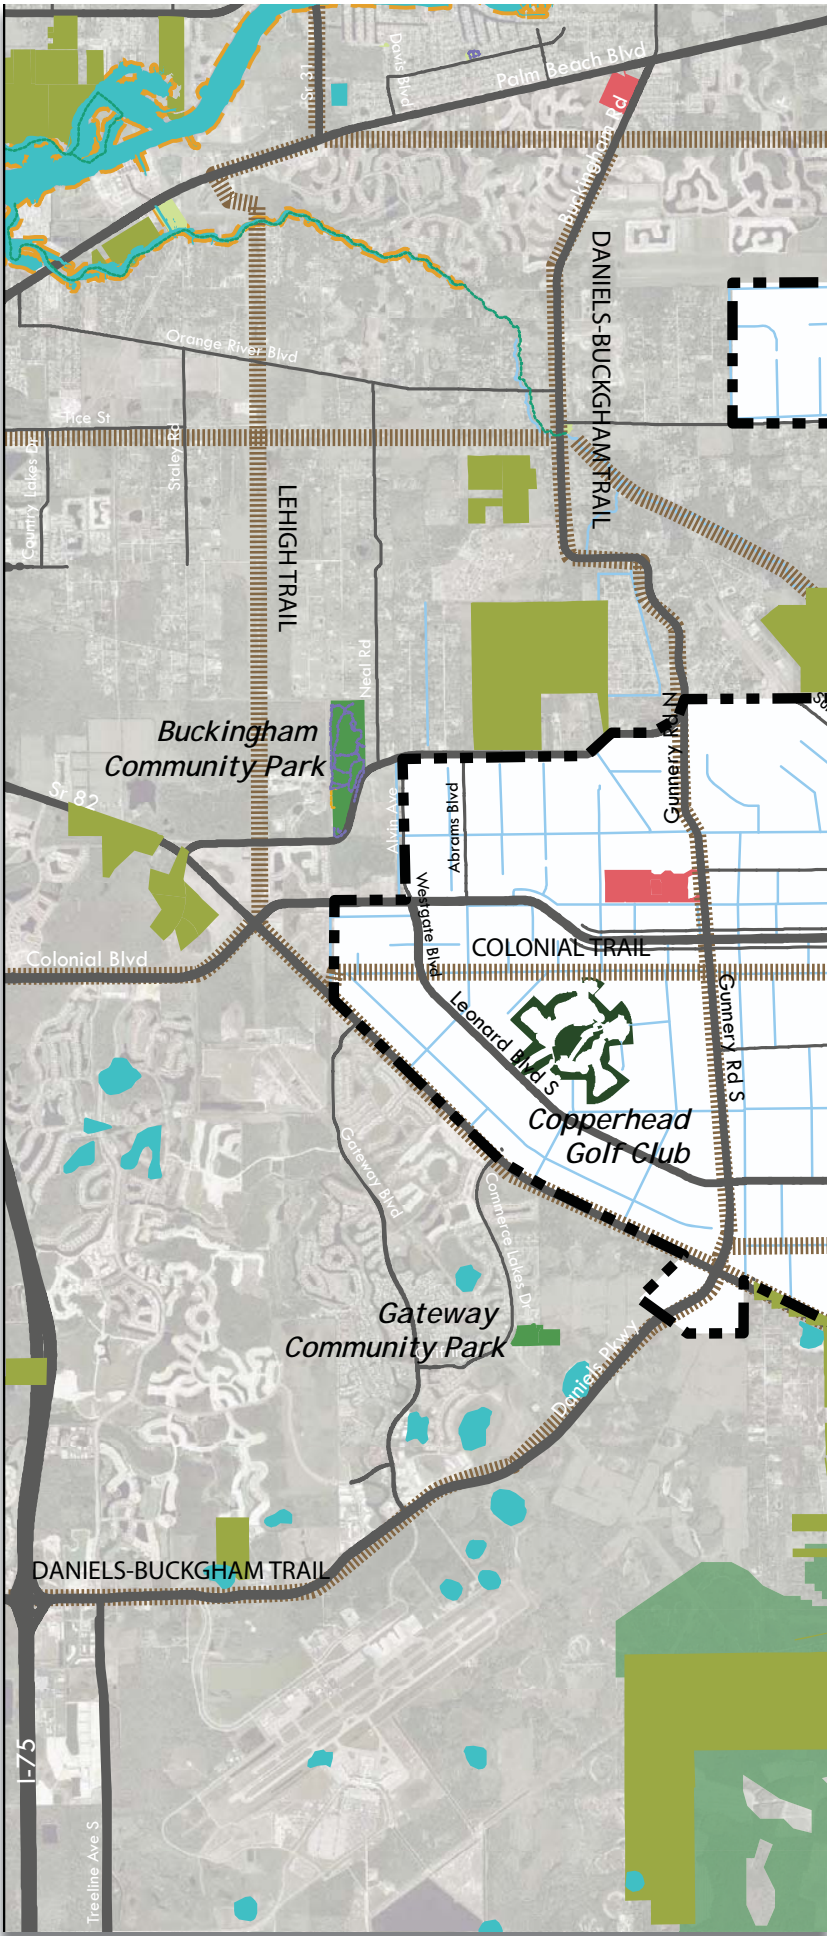 Sr 31
Davis Blvd
Palm Beach Blvd
Buckingham Rd
DANIELS-BUCKGHAM TRAIL
Orange River Blvd
Tice St
Staley Rd
Country Lakes Dr
LEHIGH TRAIL
Neal Rd
Gunnery Rd N
Buckingham
Community Park
Sr 82
Alvin Ave
Abrams Blvd
Westgate Blvd
Colonial Blvd
COLONIAL TRAIL
Leonard Blvd S
Gunnery Rd S
Copperhead
Golf Club
Gateway Blvd
Commerce Lakes Dr
Gateway
Community Park
Daniels Pkwy
DANIELS-BUCKGHAM TRAIL
I-75
Treeline Ave S